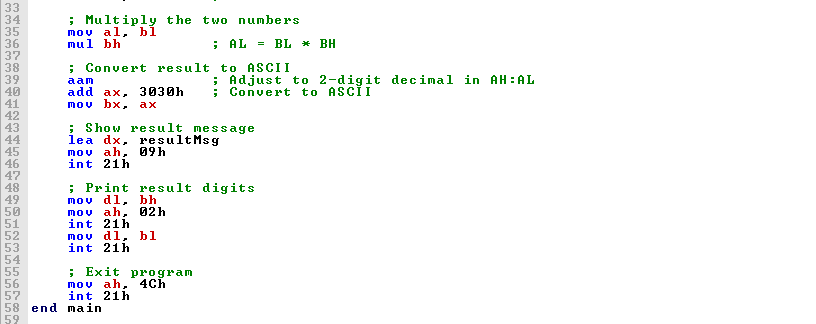 33
34 ; Multiply the two numbers
35 mov al, bl
36 mul bh ; AL = BL * BH
37
38 ; Convert result to ASCII
39 aam ; Adjust to 2-digit decimal in AH:AL
40 add ax, 3030h ; Convert to ASCII
41 mov bx, ax
42
43 ; Show result message
44 lea dx, resultMsg
45 mov ah, 09h
46 int 21h
47
48 ; Print result digits
49 mov dl, bh
50 mov ah, 02h
51 int 21h
52 mov dl, bl
53 int 21h
54
55 ; Exit program
56 mov ah, 4Ch
57 int 21h
58 end main
59